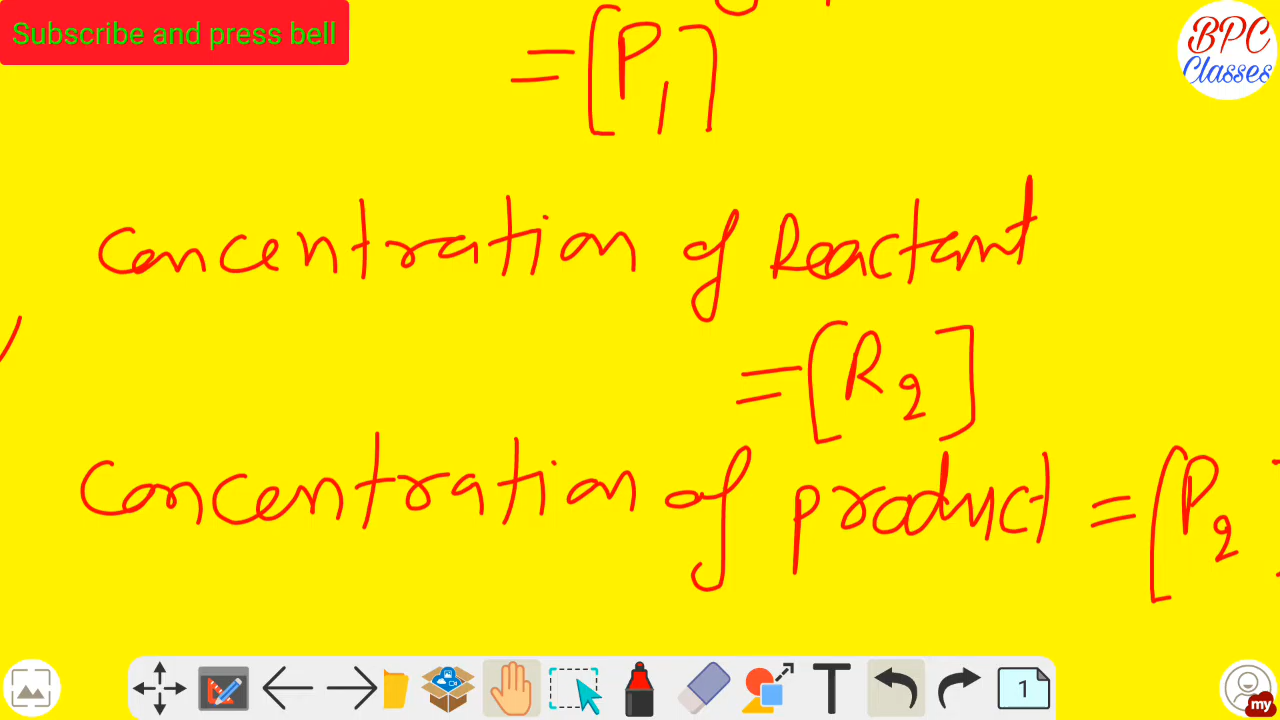 Subscribe and press bell
BPC
Classes
= [P1]
Concentration of Reactant
= [R2]
Concentration of product = [P2]
1
my